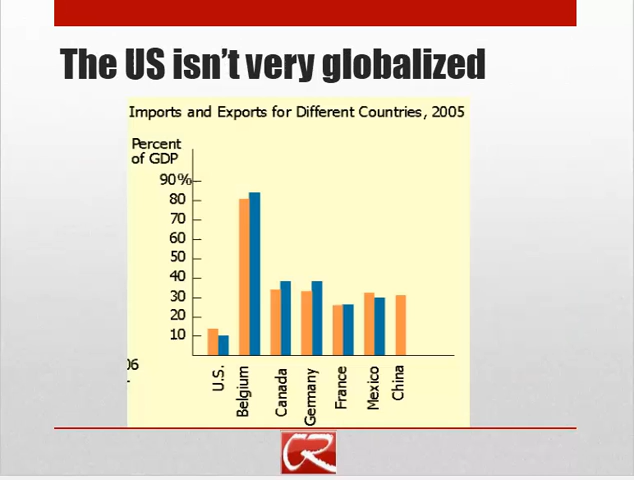 The US isn't very globalized
Imports and Exports for Different Countries, 2005
Percent
of GDP
90%
80
70
60
50
40
30
20
10
06
U.S.
Belgium
Canada
Germany
France
Mexico
China